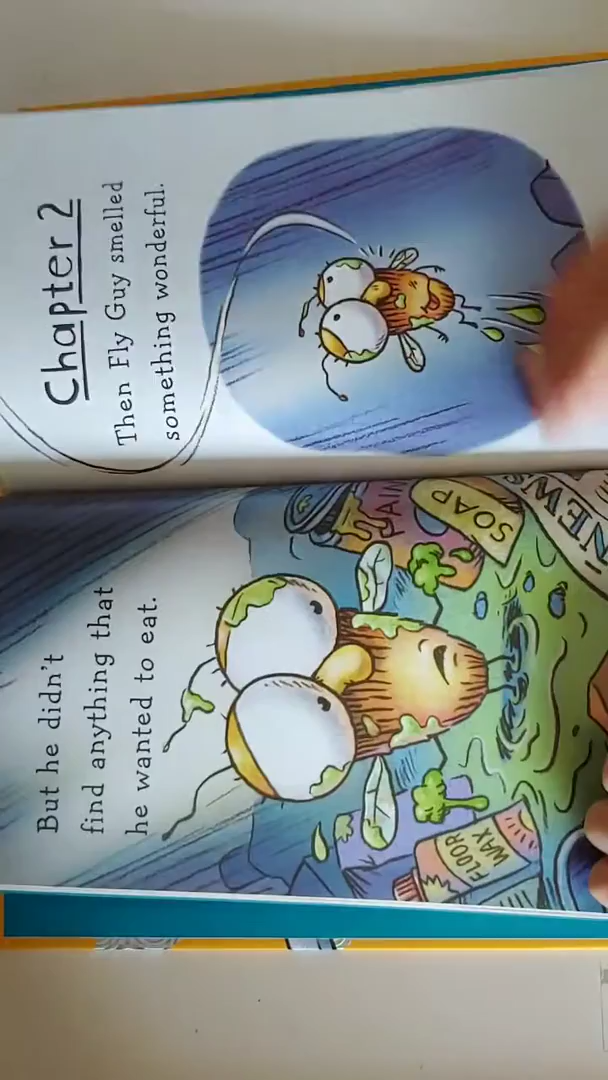 But he didn't
find anything that
he wanted to eat.
SOAP
NEWS
FLOOR
WAX
Chapter 2
Then Fly Guy smelled
something wonderful.